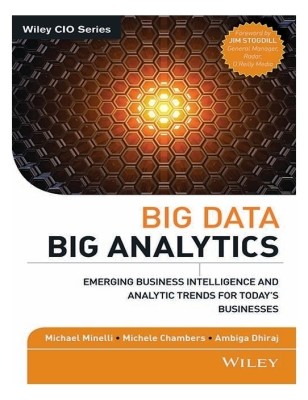 Wiley CIO Series
Foreword by
JIM STOGDILL
General Manager,
Radar,
O'Reilly Media
BIG DATA
BIG ANALYTICS
EMERGING BUSINESS INTELLIGENCE AND
ANALYTIC TRENDS FOR TODAY'S
BUSINESSES
Michael Minelli • Michele Chambers • Ambiga Dhiraj
WILEY